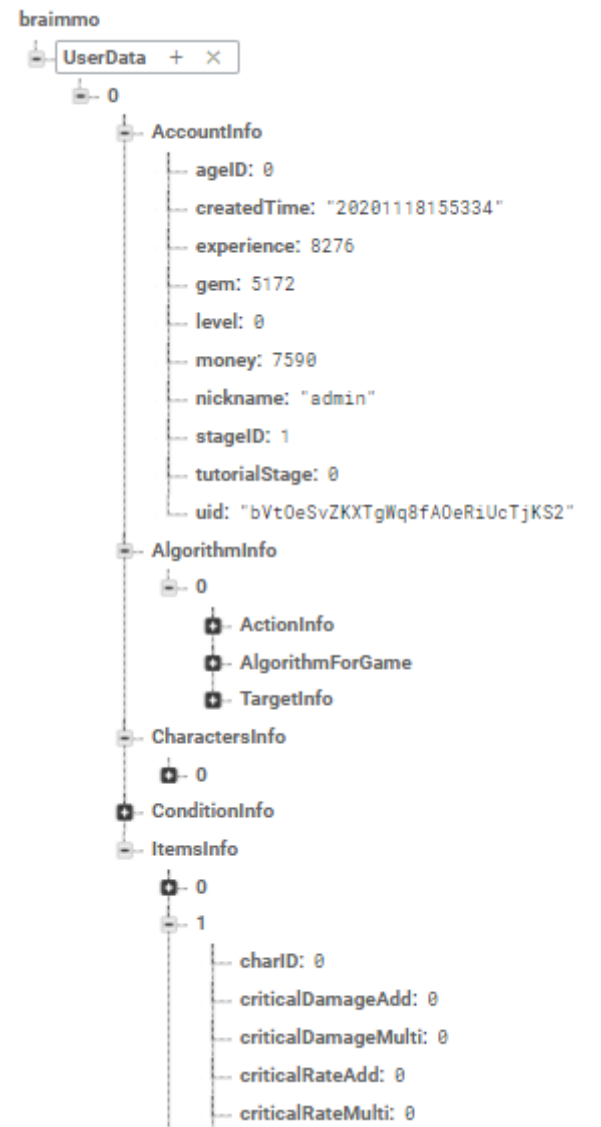 braimmo
UserData + ×
0
AccountInfo
ageID: 0
createdTime: "20201118155334"
experience: 8276
gem: 5172
level: 0
money: 7590
nickname: "admin"
stageID: 1
tutorialStage: 0
uid: "bVtOeSvZKXTgWq8fAOeRiUcTjKS2"
AlgorithmInfo
0
ActionInfo
AlgorithmForGame
TargetInfo
CharactersInfo
0
ConditionInfo
ItemsInfo
0
1
charID: 0
criticalDamageAdd: 0
criticalDamageMulti: 0
criticalRateAdd: 0
criticalRateMulti: 0